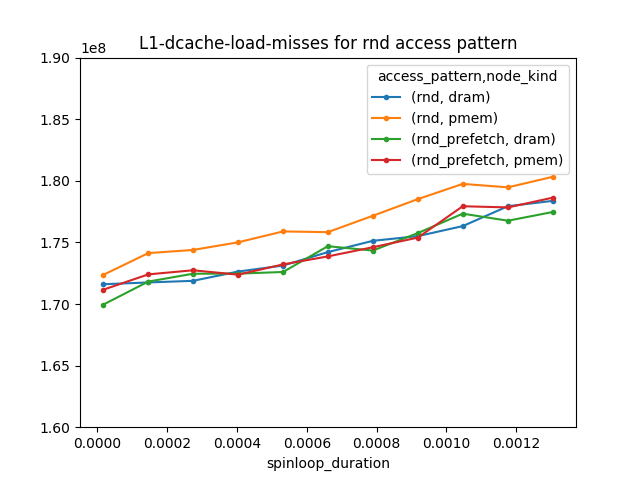 L1-dcache-load-misses for rnd access pattern
1e8
1.90
1.85
1.80
1.75
1.70
1.65
1.60
access_pattern,node_kind
(rnd, dram)
(rnd, pmem)
(rnd_prefetch, dram)
(rnd_prefetch, pmem)
0.0000 0.0002 0.0004 0.0006 0.0008 0.0010 0.0012
spinloop_duration